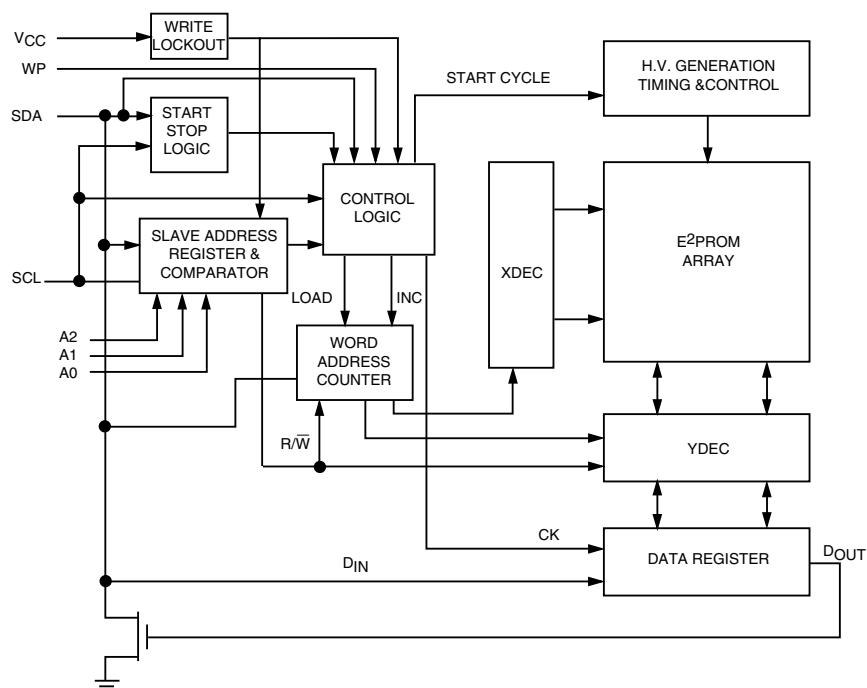 VCC
WP
SDA
SCL
A2
A1
A0
WRITE
LOCKOUT
START
STOP
LOGIC
SLAVE ADDRESS
REGISTER &
COMPARATOR
CONTROL
LOGIC
LOAD
INC
WORD
ADDRESS
COUNTER
R/W̅
START CYCLE
H.V. GENERATION
TIMING &CONTROL
XDEC
E²PROM
ARRAY
YDEC
CK
DATA REGISTER
DIN
DOUT